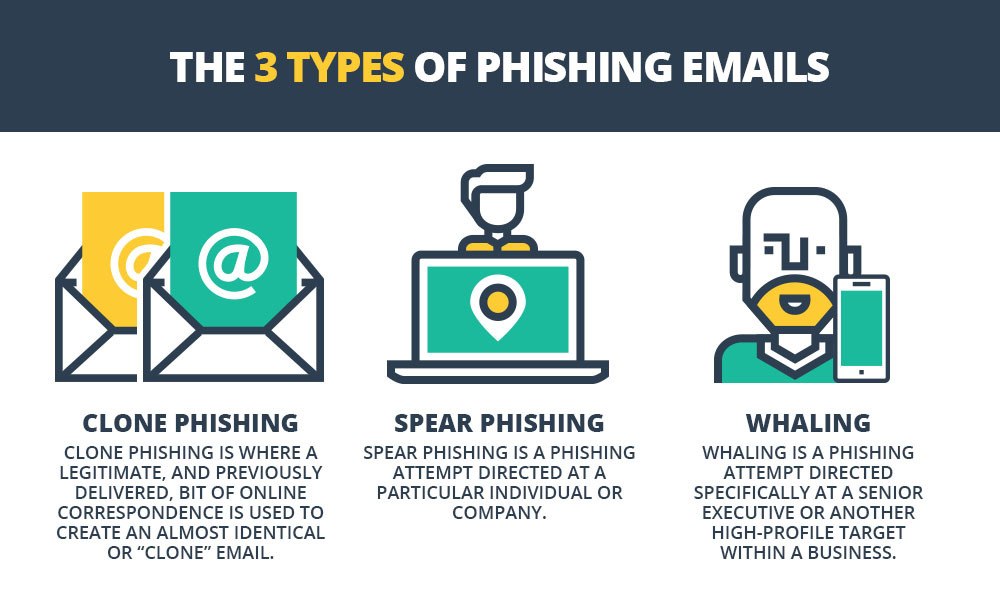 THE 3 TYPES OF PHISHING EMAILS
@
@
CLONE PHISHING
CLONE PHISHING IS WHERE A
LEGITIMATE, AND PREVIOUSLY
DELIVERED, BIT OF ONLINE
CORRESPONDENCE IS USED TO
CREATE AN ALMOST IDENTICAL
OR “CLONE” EMAIL.
SPEAR PHISHING
SPEAR PHISHING IS A PHISHING
ATTEMPT DIRECTED AT A
PARTICULAR INDIVIDUAL OR
COMPANY.
WHALING
WHALING IS A PHISHING
ATTEMPT DIRECTED
SPECIFICALLY AT A SENIOR
EXECUTIVE OR ANOTHER
HIGH-PROFILE TARGET
WITHIN A BUSINESS.